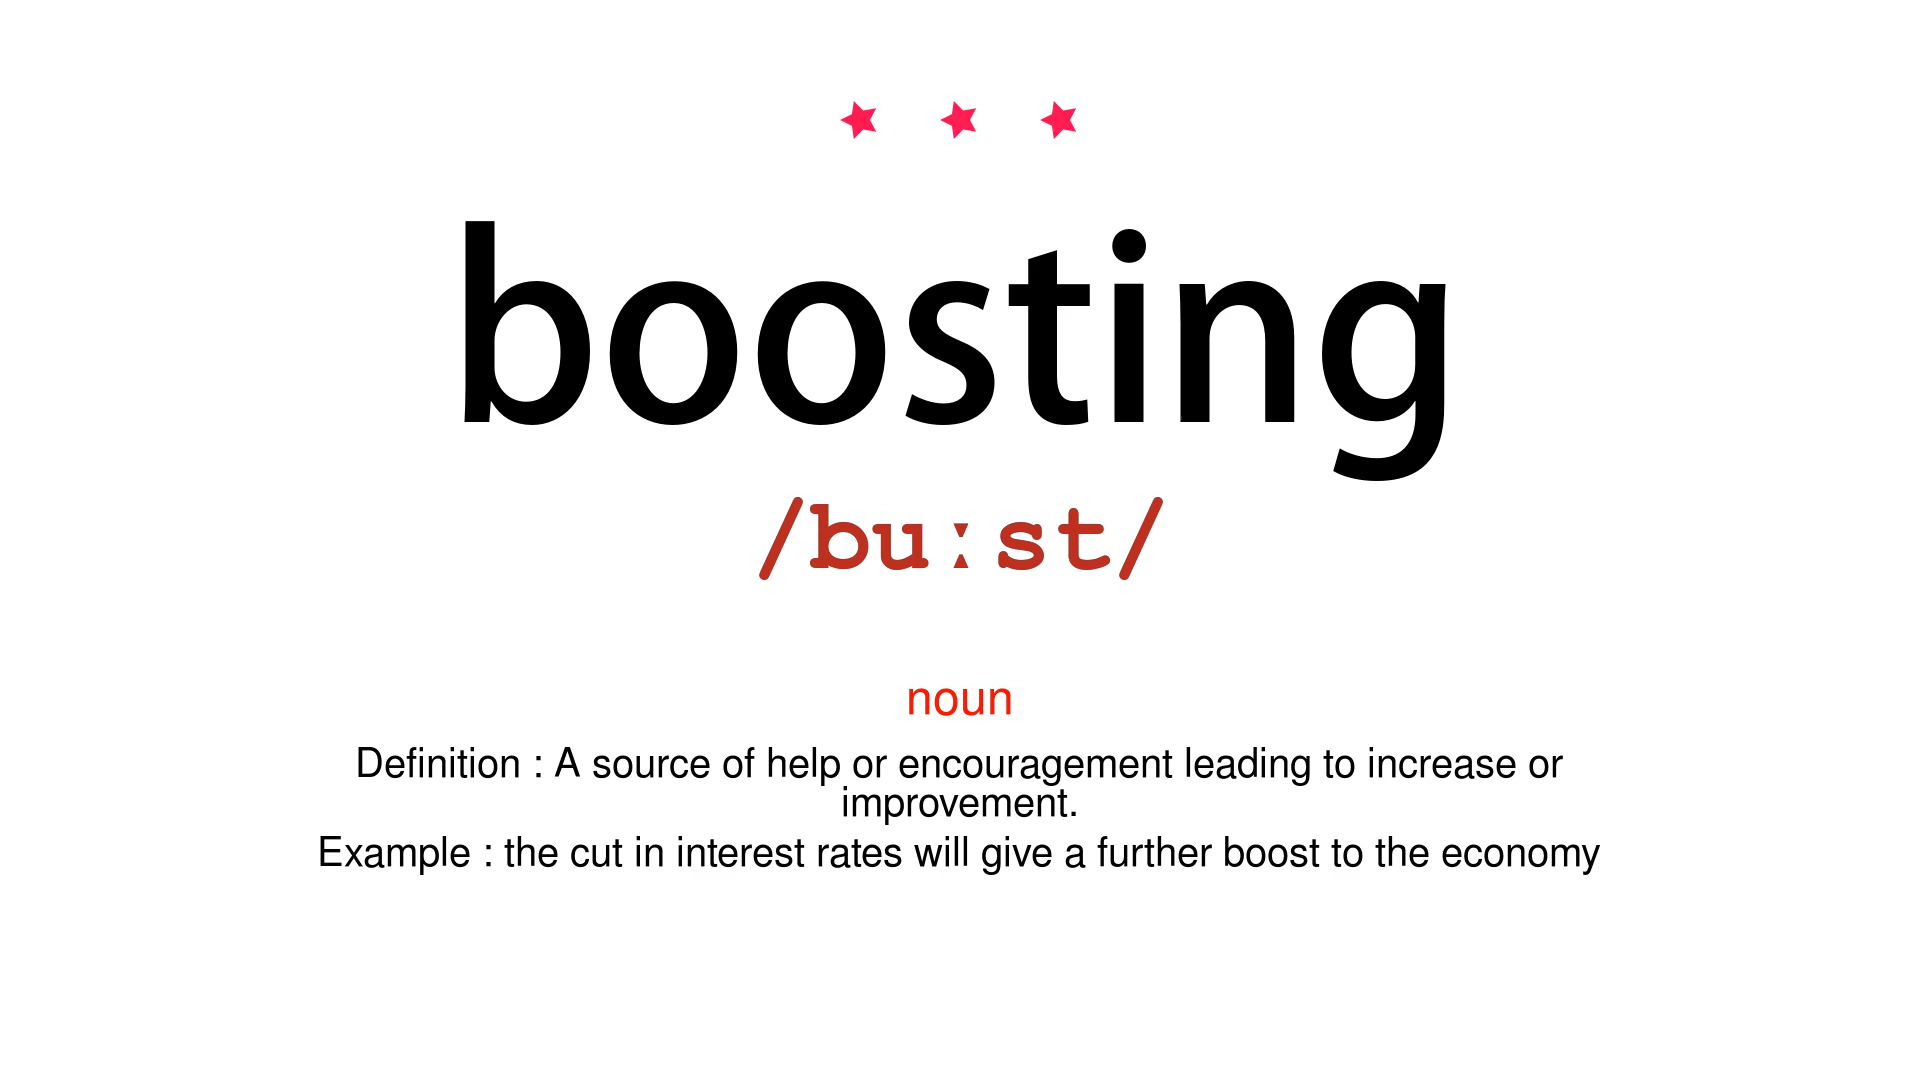 boosting
/buːst/
noun
Definition : A source of help or encouragement leading to increase or
improvement.
Example : the cut in interest rates will give a further boost to the economy